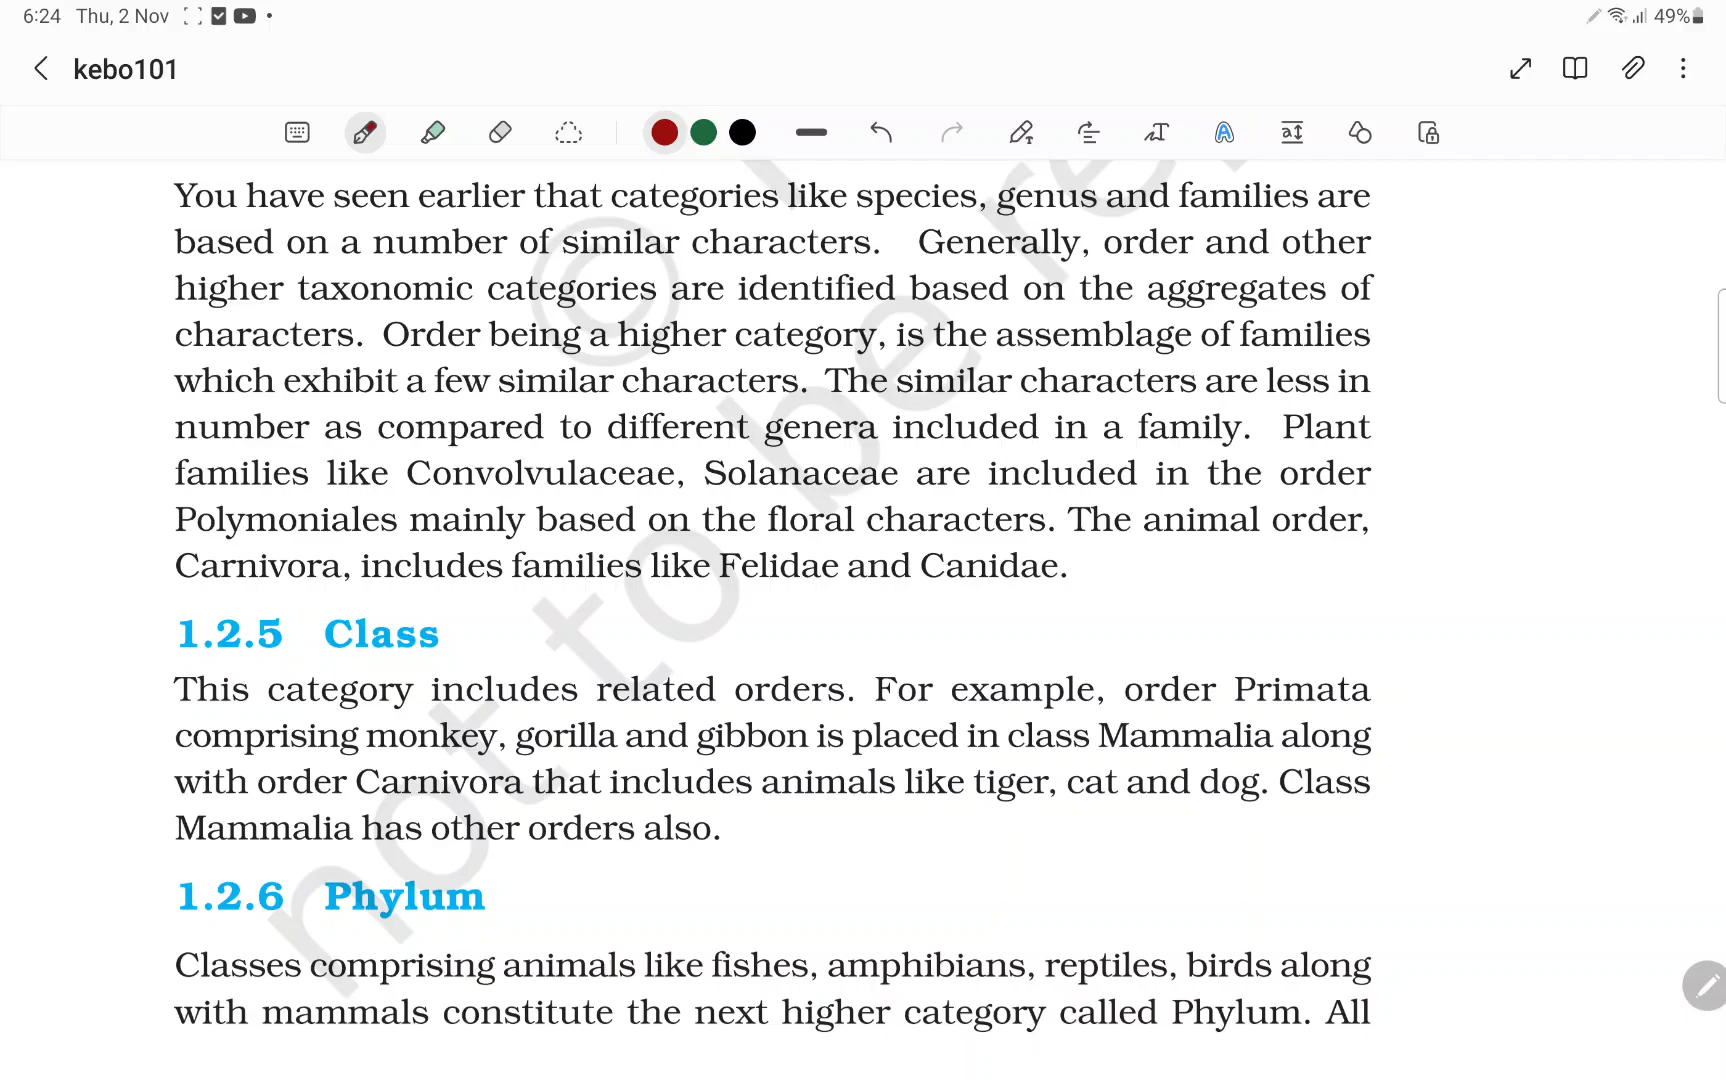 6:24 Thu, 2 Nov
49%
kebo101
You have seen earlier that categories like species, genus and families are
based on a number of similar characters. Generally, order and other
higher taxonomic categories are identified based on the aggregates of
characters. Order being a higher category, is the assemblage of families
which exhibit a few similar characters. The similar characters are less in
number as compared to different genera included in a family. Plant
families like Convolvulaceae, Solanaceae are included in the order
Polymoniales mainly based on the floral characters. The animal order,
Carnivora, includes families like Felidae and Canidae.
1.2.5 Class
This category includes related orders. For example, order Primata
comprising monkey, gorilla and gibbon is placed in class Mammalia along
with order Carnivora that includes animals like tiger, cat and dog. Class
Mammalia has other orders also.
1.2.6 Phylum
Classes comprising animals like fishes, amphibians, reptiles, birds along
with mammals constitute the next higher category called Phylum. All
©
not to be re